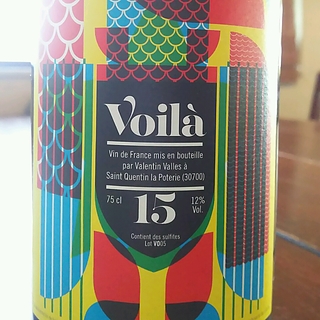 Voilà
Vin de France mis en bouteille
par Valentin Valles à
Saint Quentin la Poterie (30700)
75 cl 15 12%
Vol.
Contient des sulfites
Lot VO05